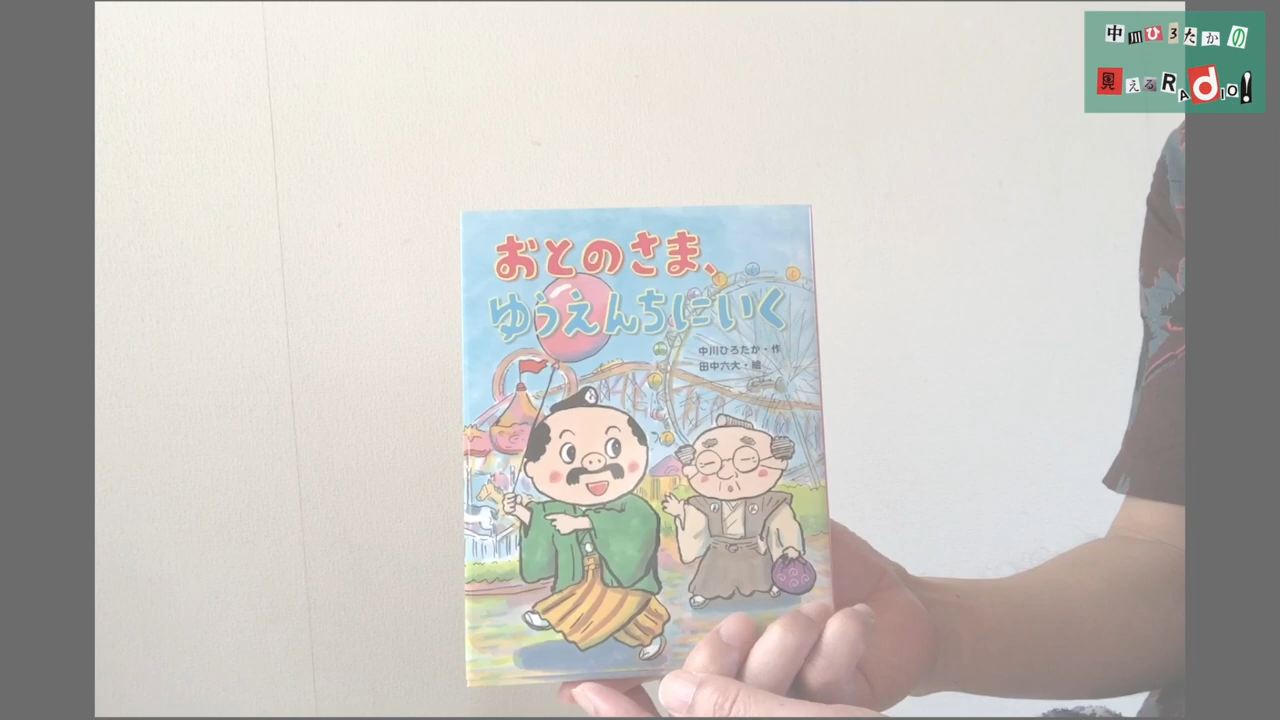 中川ひろたかの
見えるRADIO!
おとのさま、
ゆうえんちにいく
中川ひろたか・作
田中六大・絵